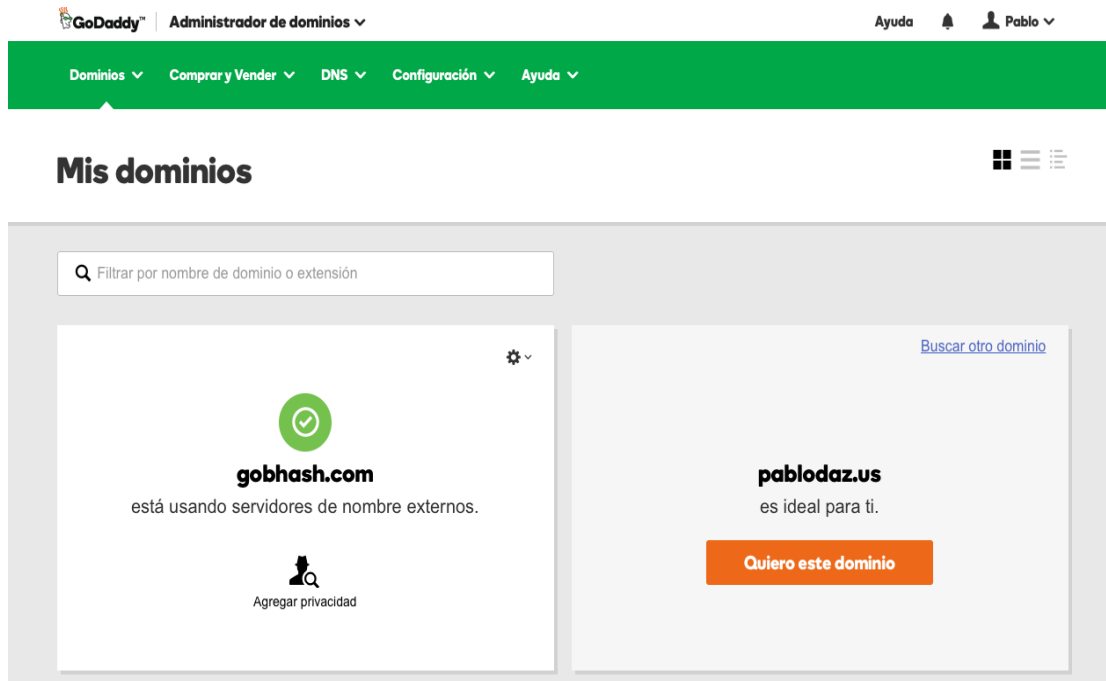 GoDaddy™ Administrador de dominios Ayuda Pablo
Dominios Comprar y Vender DNS Configuración Ayuda
Mis dominios
Filtrar por nombre de dominio o extensión
Buscar otro dominio
gobhash.com
está usando servidores de nombre externos.
Agregar privacidad
pablodaz.us
es ideal para ti.
Quiero este dominio